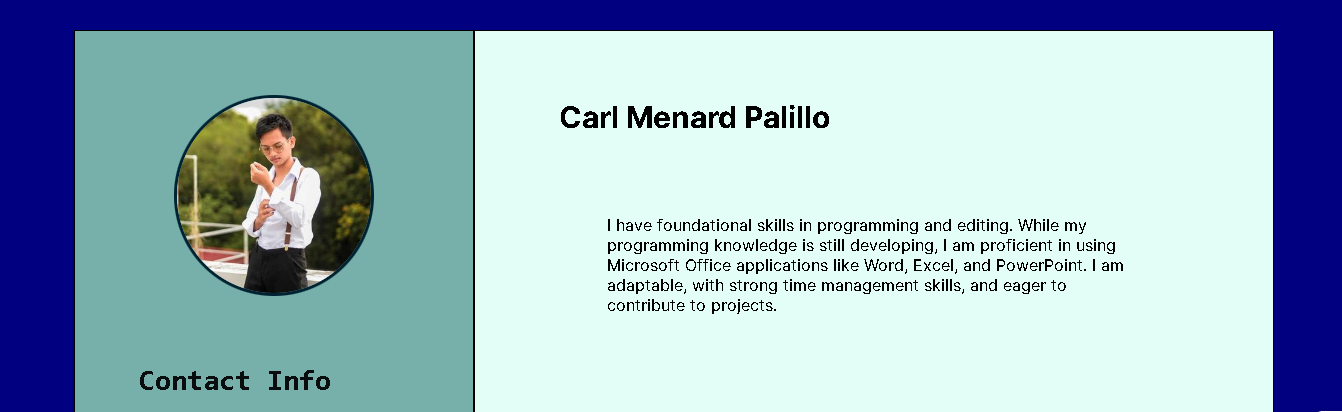 Carl Menard Palillo
I have foundational skills in programming and editing. While my
programming knowledge is still developing, I am proficient in using
Microsoft Office applications like Word, Excel, and PowerPoint. I am
adaptable, with strong time management skills, and eager to
contribute to projects.
Contact Info